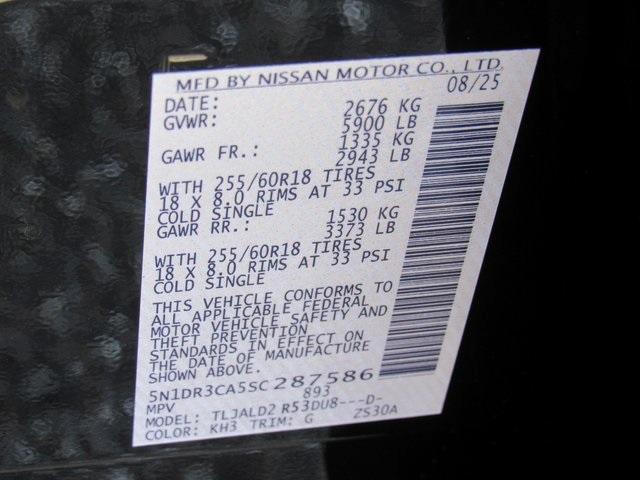 MFD BY NISSAN MOTOR CO., LTD.
DATE: 08/25
GVWR: 2676 KG
5900 LB
GAWR FR.: 1335 KG
2943 LB
WITH 255/60R18 TIRES
18 X 8.0 RIMS AT 33 PSI
COLD SINGLE
GAWR RR.: 1530 KG
3373 LB
WITH 255/60R18 TIRES
18 X 8.0 RIMS AT 33 PSI
COLD SINGLE
THIS VEHICLE CONFORMS TO
ALL APPLICABLE FEDERAL
MOTOR VEHICLE SAFETY AND
THEFT PREVENTION
STANDARDS IN EFFECT ON
THE DATE OF MANUFACTURE
5N1DR3CA5SC287586
MPV 893
MODEL: TLJALD2 R53DU8---D-
COLOR: KH3 TRIM: G ZS30A